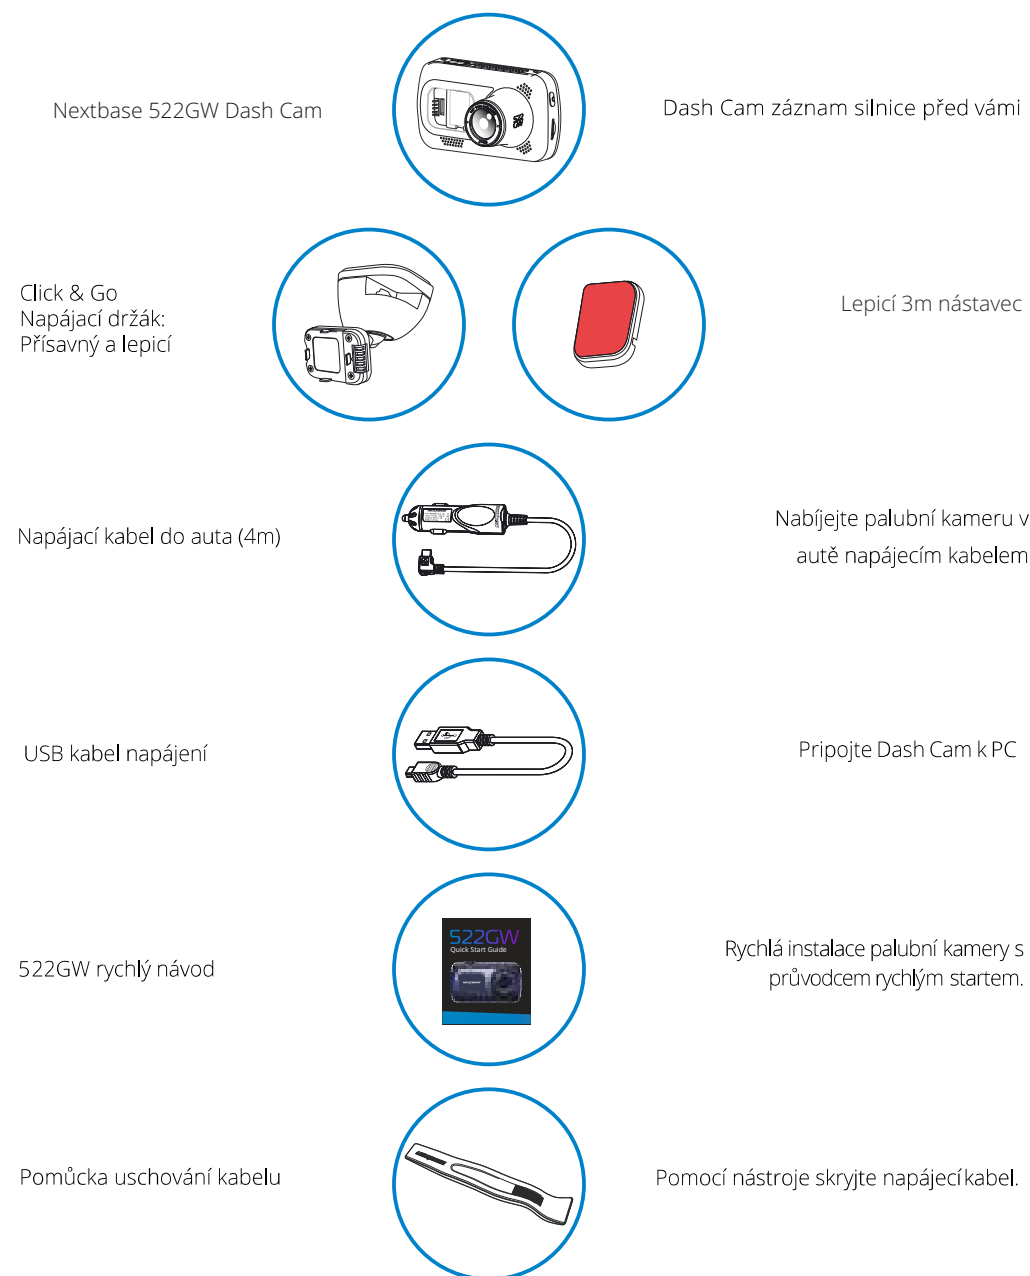 Nextbase 522GW Dash Cam
Dash Cam záznam silnice před vámi
Click & Go
Napájací držák:
Přísavný a lepicí
Lepicí 3m nástavec
Napájací kabel do auta (4m)
Nabíjejte palubní kameru v
autě napájecím kabelem
USB kabel napájení
Pripojte Dash Cam k PC
522GW rychlý návod
522GW
Quick Start Guide
Rychlá instalace palubní kamery s
průvodcem rychlým startem.
Pomůcka uschování kabelu
Pomocí nástroje skryjte napájecí kabel.